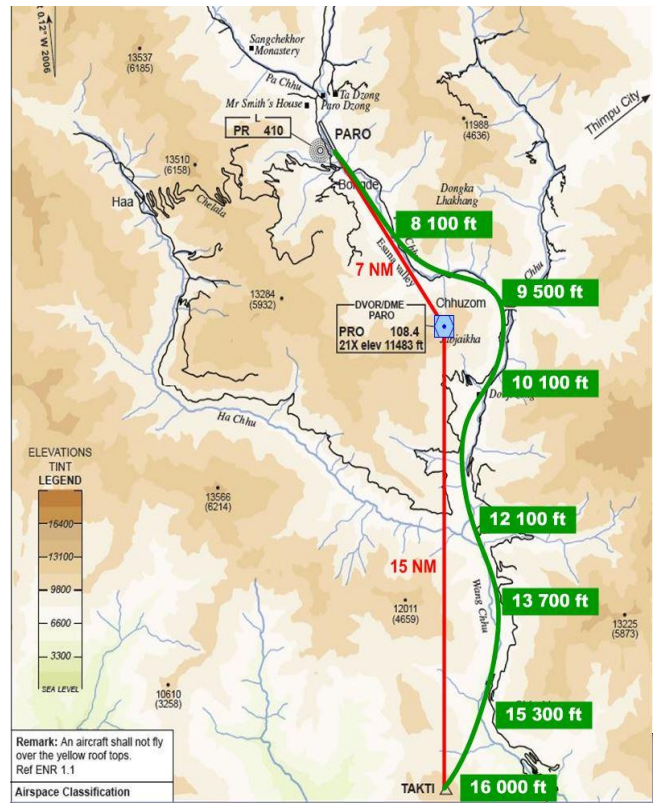 t 0.12° W 2006
13537
(6185)
Sangchekhor
Monastery
Pa Chhu
Ta Dzong
Paro Dzong
Mr Smith's House
L
PR 410
PARO
11988
(4636)
Thimpu City
13510
(6158)
Haa
Chelala
Dongka
Lhakhang
8 100 ft
Esuna valley
7 NM
Chhu
9 500 ft
13284
(5932)
Chhuzom
DVOR/DME
PARO
PRO 108.4
21X elev 11483 ft
10 100 ft
Ha Chhu
ELEVATIONS
TINT
LEGEND
16400
13100
9800
6600
3300
SEA LEVEL
13566
(6214)
12 100 ft
15 NM
Wang Chhu
13 700 ft
12011
(4659)
13225
(5873)
10610
(3258)
15 300 ft
Remark: An aircraft shall not fly
over the yellow roof tops.
Ref ENR 1.1
Airspace Classification
TAKTI
16 000 ft